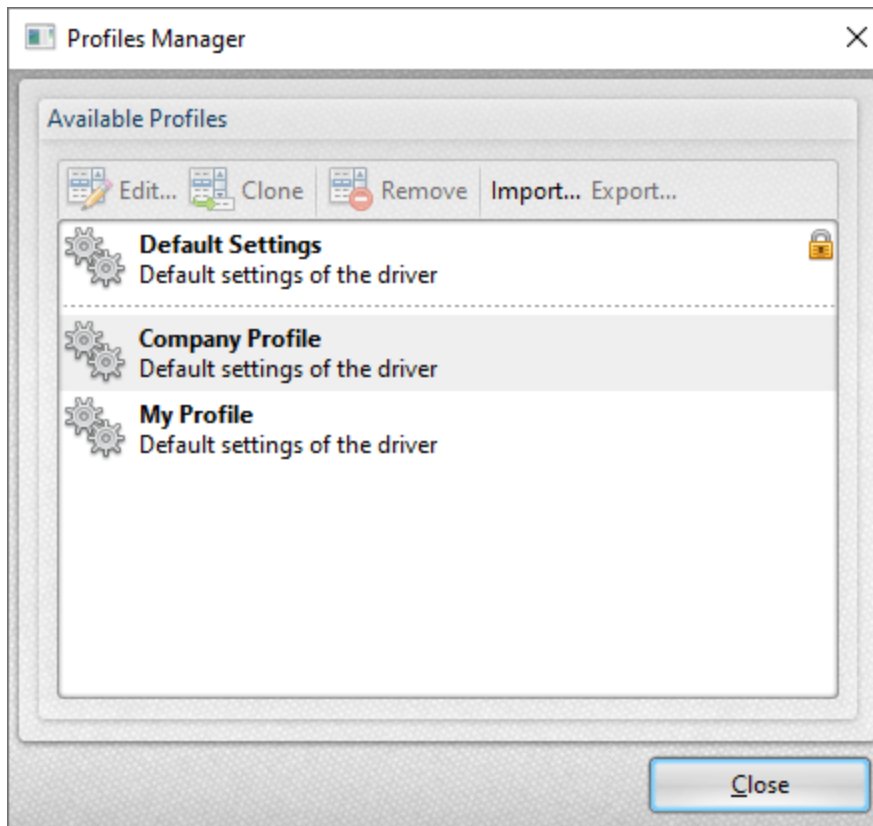 Profiles Manager
Available Profiles
Edit... Clone Remove Import... Export...
Default Settings
Default settings of the driver
Company Profile
Default settings of the driver
My Profile
Default settings of the driver
Close